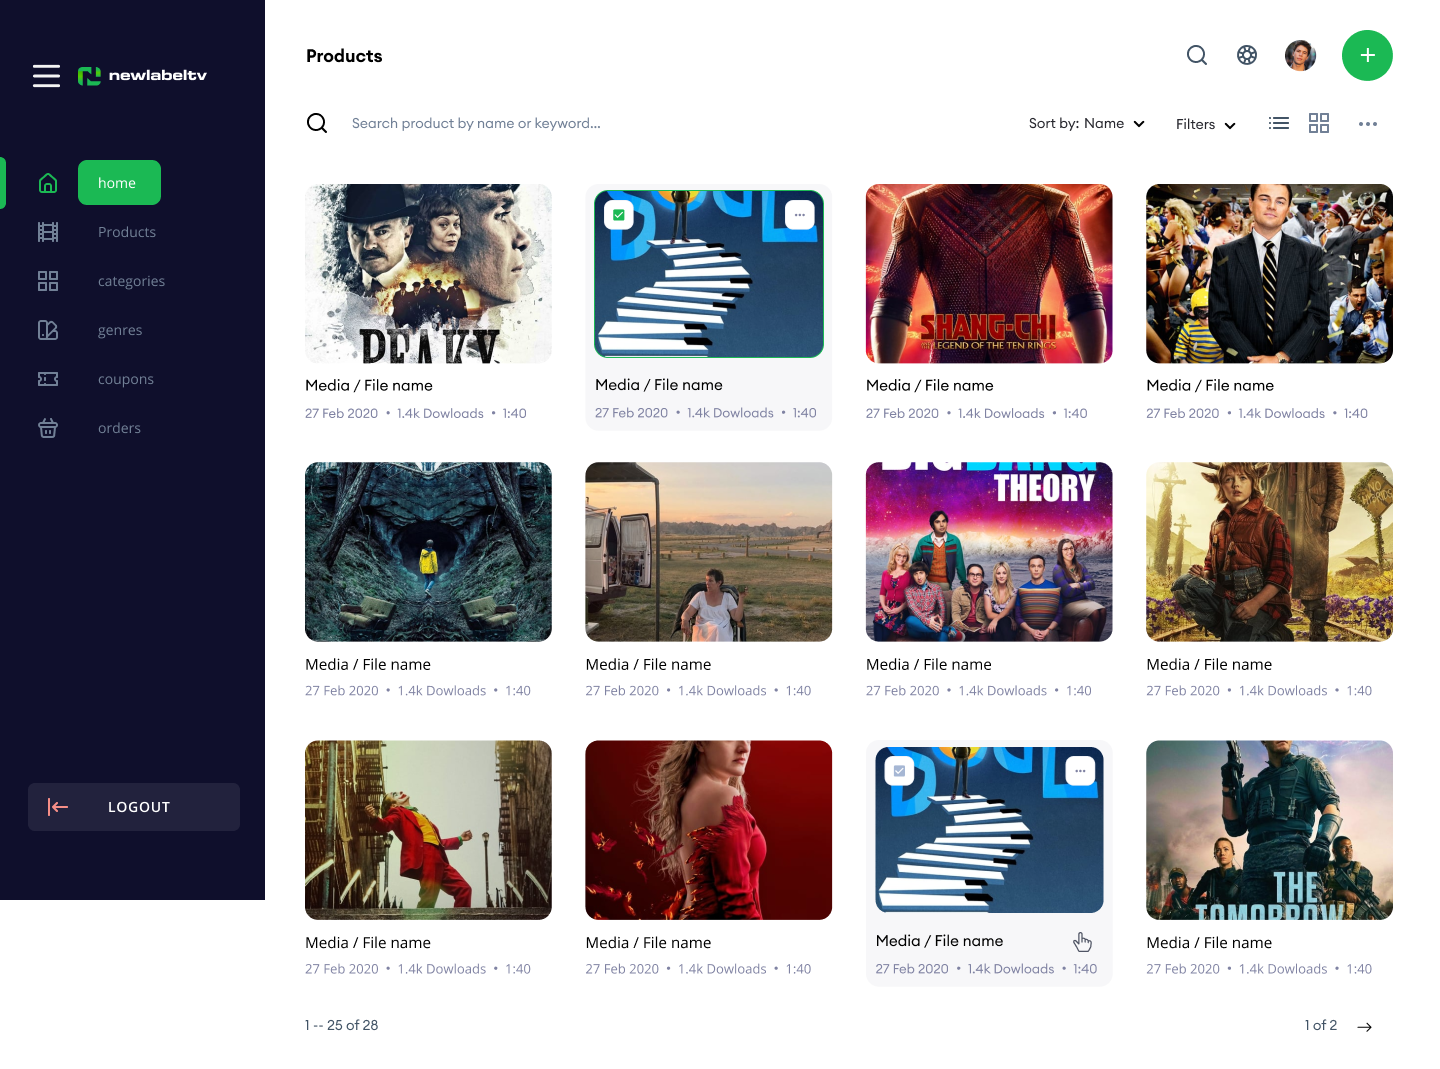 newlabeltv
Products
home
Products
categories
genres
coupons
orders
LOGOUT
Search product by name or keyword...
Sort by: Name
Filters
PEAKY
SHANG-CHI
LEGEND OF THE TEN RINGS
Media / File name
27 Feb 2020 • 1.4k Dowloads • 1:40
Media / File name
27 Feb 2020 • 1.4k Dowloads • 1:40
Media / File name
27 Feb 2020 • 1.4k Dowloads • 1:40
Media / File name
27 Feb 2020 • 1.4k Dowloads • 1:40
BIG BANG
THEORY
Media / File name
27 Feb 2020 • 1.4k Dowloads • 1:40
Media / File name
27 Feb 2020 • 1.4k Dowloads • 1:40
Media / File name
27 Feb 2020 • 1.4k Dowloads • 1:40
Media / File name
27 Feb 2020 • 1.4k Dowloads • 1:40
THE
TOMORROW
Media / File name
27 Feb 2020 • 1.4k Dowloads • 1:40
Media / File name
27 Feb 2020 • 1.4k Dowloads • 1:40
Media / File name
27 Feb 2020 • 1.4k Dowloads • 1:40
Media / File name
27 Feb 2020 • 1.4k Dowloads • 1:40
1 -- 25 of 28
1 of 2